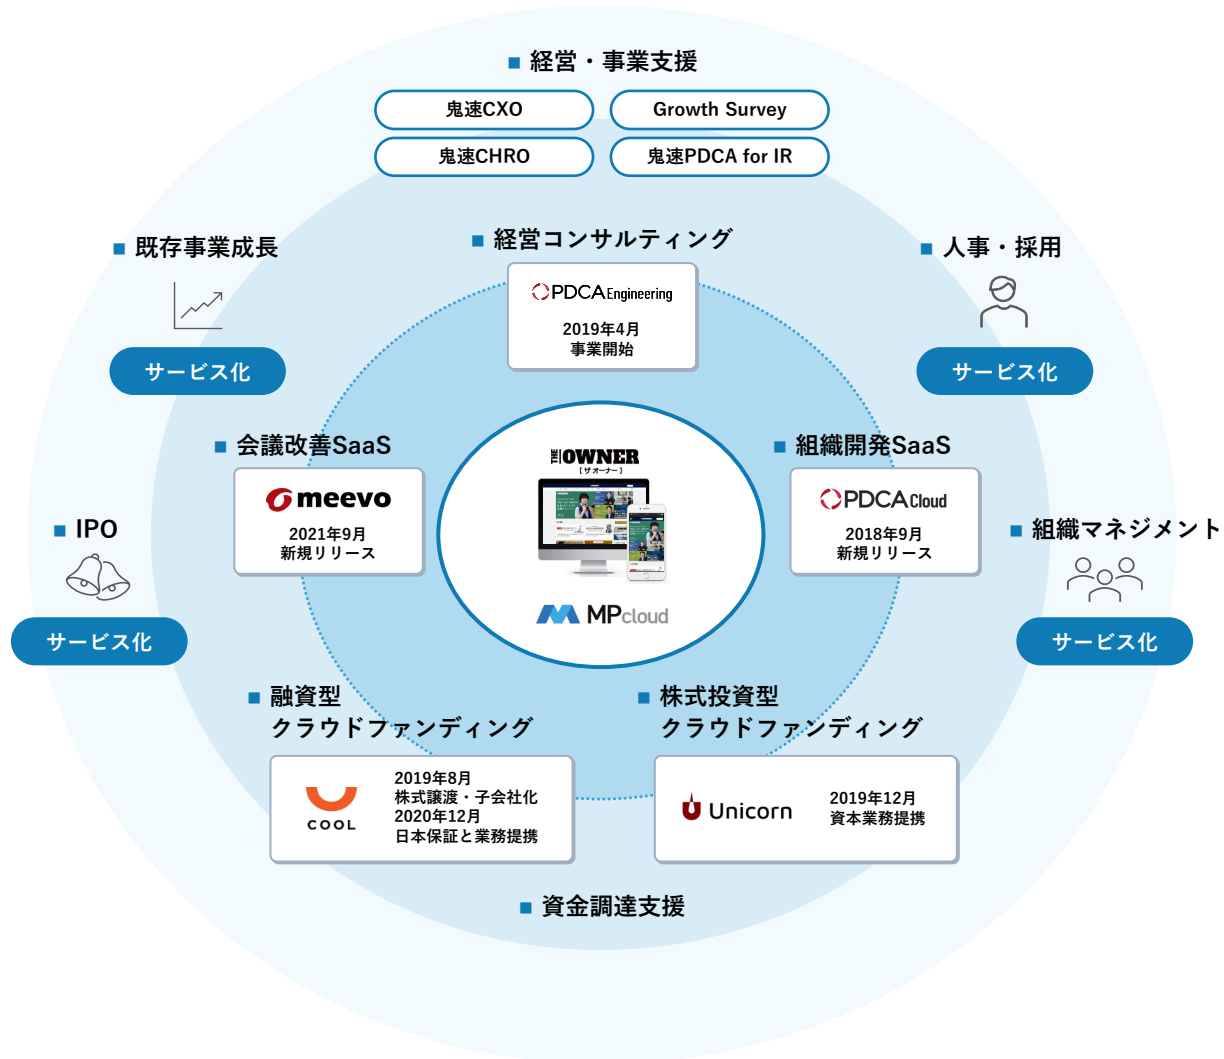 経営・事業支援
鬼速CXO
Growth Survey
鬼速CHRO
鬼速PDCA for IR
既存事業成長
サービス化
経営コンサルティング
PDCA Engineering
2019年4月
事業開始
人事・採用
サービス化
会議改善SaaS
meevo
2021年9月
新規リリース
THE OWNER
[ザ オーナー]
MPcloud
組織開発SaaS
PDCA Cloud
2018年9月
新規リリース
IPO
サービス化
組織マネジメント
サービス化
融資型
クラウドファンディング
COOL
2019年8月
株式譲渡・子会社化
2020年12月
日本保証と業務提携
株式投資型
クラウドファンディング
Unicorn
2019年12月
資本業務提携
資金調達支援